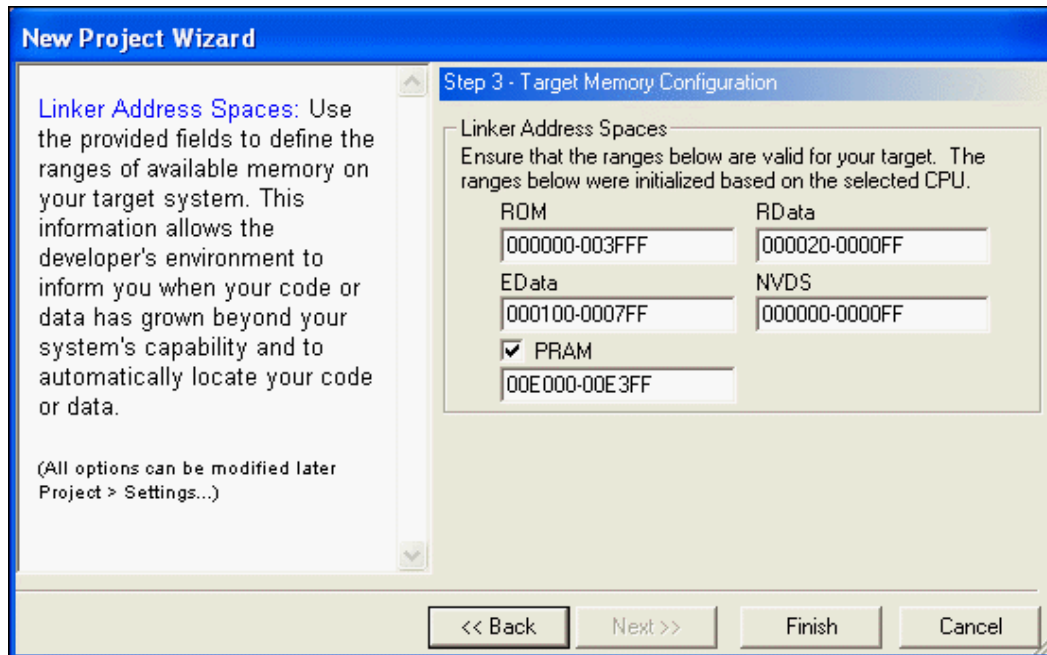 New Project Wizard
Linker Address Spaces: Use
the provided fields to define the
ranges of available memory on
your target system. This
information allows the
developer's environment to
inform you when your code or
data has grown beyond your
system's capability and to
automatically locate your code
or data.
(All options can be modified later
Project > Settings...)
Step 3 - Target Memory Configuration
Linker Address Spaces
Ensure that the ranges below are valid for your target. The
ranges below were initialized based on the selected CPU.
ROM
000000-003FFF
RData
000020-0000FF
EData
000100-0007FF
NVDS
000000-0000FF
PRAM
00E000-00E3FF
<< Back
Next >>
Finish
Cancel